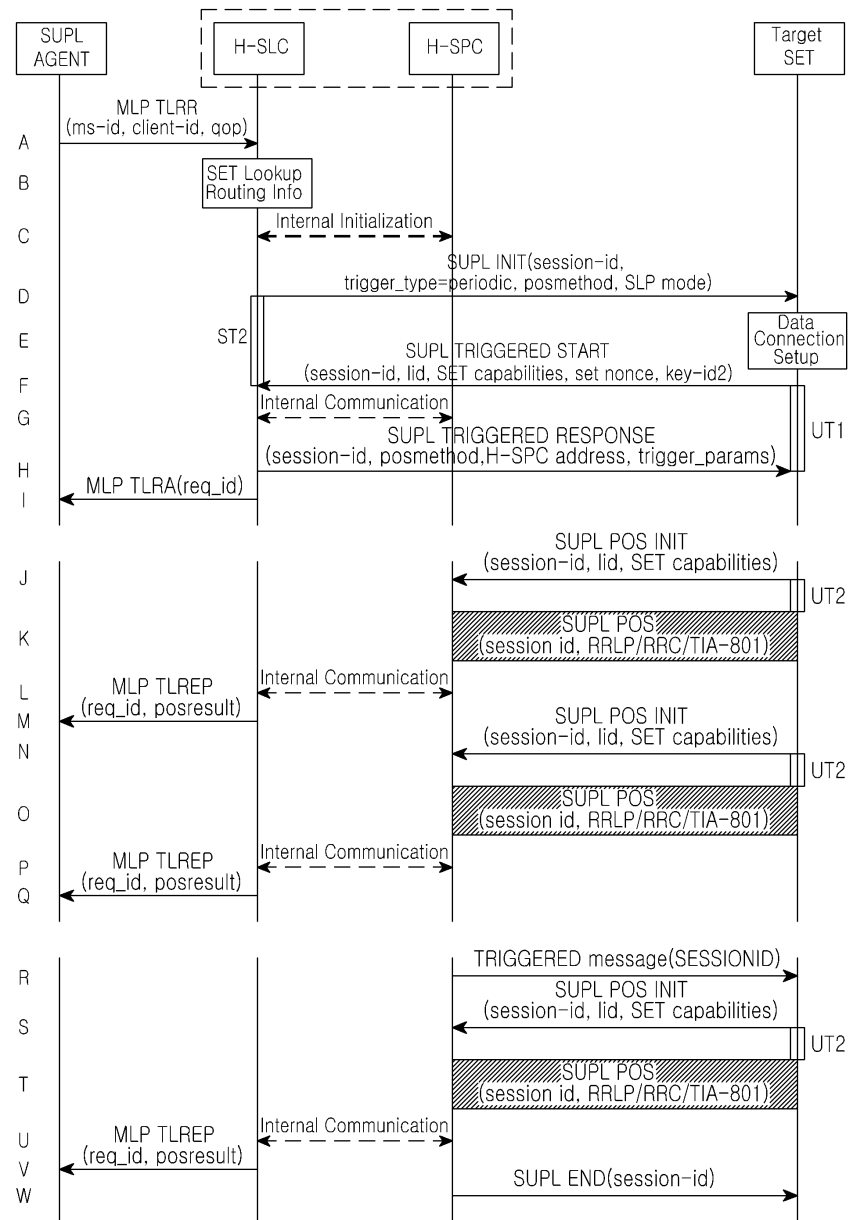 SUPL
AGENT
H-SLC
H-SPC
Target
SET
MLP TLRR
(ms-id, client-id, qop)
A
B
SET Lookup
Routing Info
C
Internal Initialization
SUPL INIT(session-id,
trigger_type=periodic, posmethod, SLP mode)
D
E
ST2
Data
Connection
Setup
SUPL TRIGGERED START
(session-id, lid, SET capabilities, set nonce, key-id2)
F
Internal Communication
G
UT1
SUPL TRIGGERED RESPONSE
(session-id, posmethod,H-SPC address, trigger_params)
H
MLP TLRA(req_id)
I
SUPL POS INIT
(session-id, lid, SET capabilities)
J
UT2
SUPL POS
(session id, RRLP/RRC/TIA-801)
K
Internal Communication
L
MLP TLREP
(req_id, posresult)
M
SUPL POS INIT
(session-id, lid, SET capabilities)
N
UT2
SUPL POS
(session id, RRLP/RRC/TIA-801)
O
Internal Communication
P
MLP TLREP
(req_id, posresult)
Q
TRIGGERED message(SESSIONID)
R
SUPL POS INIT
(session-id, lid, SET capabilities)
S
UT2
SUPL POS
(session id, RRLP/RRC/TIA-801)
T
Internal Communication
U
MLP TLREP
(req_id, posresult)
V
SUPL END(session-id)
W